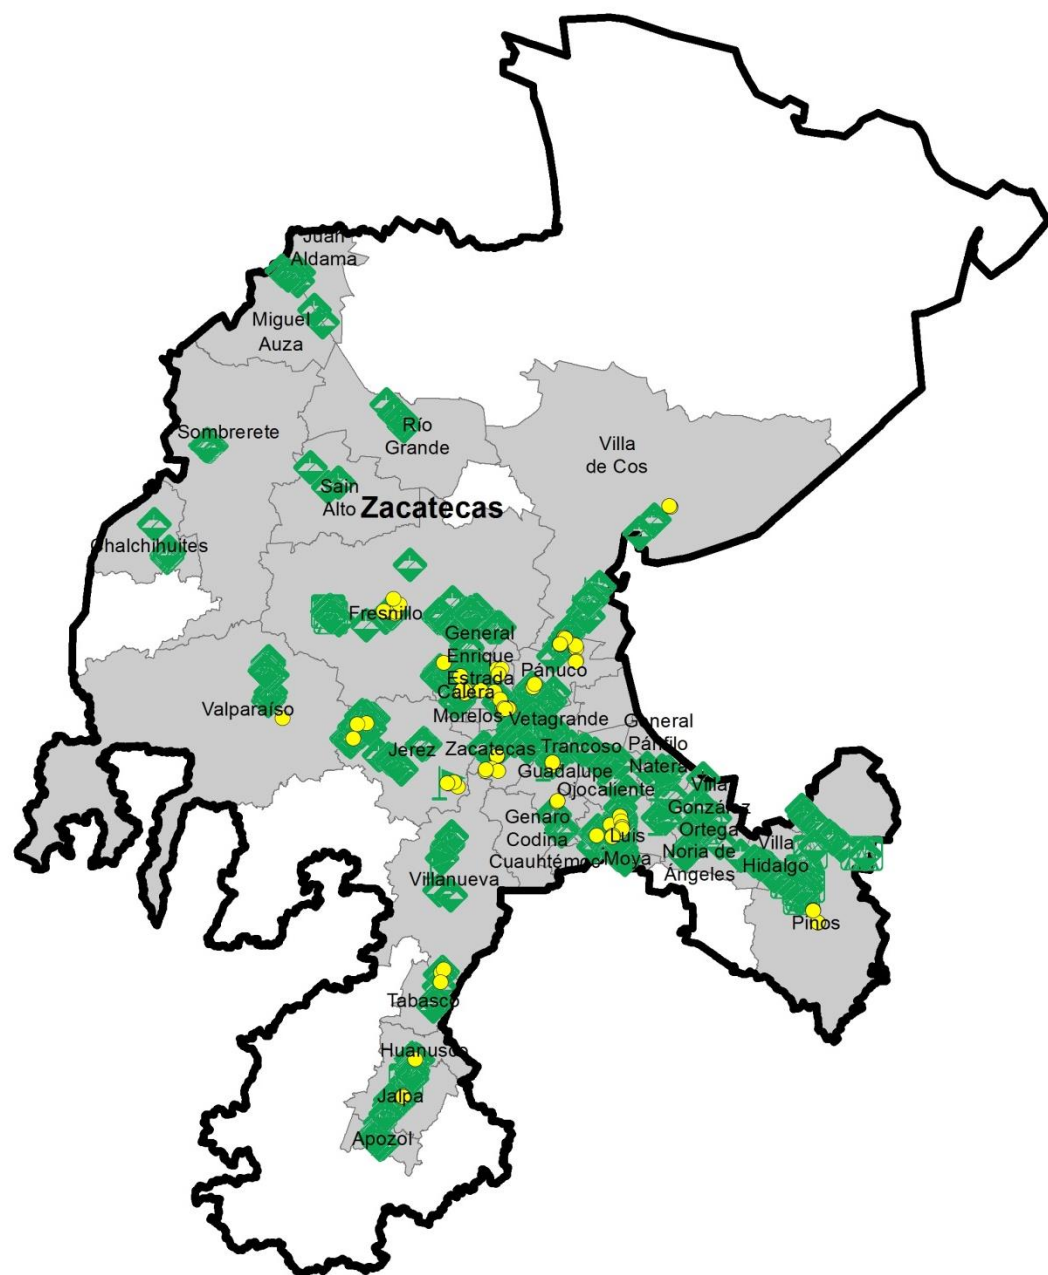 Juan
Aldama
Miguel
Auza
Río
Grande
Sombrerete
Villa
de Cos
Sain
Alto
Zacatecas
Chalchihuites
Fresnillo
General
Enrique
Estrada
Pánuco
Calera
Valparaíso
Morelos
Vetagrande
General
Pánfilo
Natera
Jerez
Zacatecas
Trancoso
Guadalupe
Ojocaliente
Villa
González
Ortega
Genaro
Codina
Luis
Moya
Villa
Hidalgo
Cuauhtémoc
Noria de
Ángeles
Villanueva
Pinos
Tabasco
Huanusco
Jalpa
Apozol